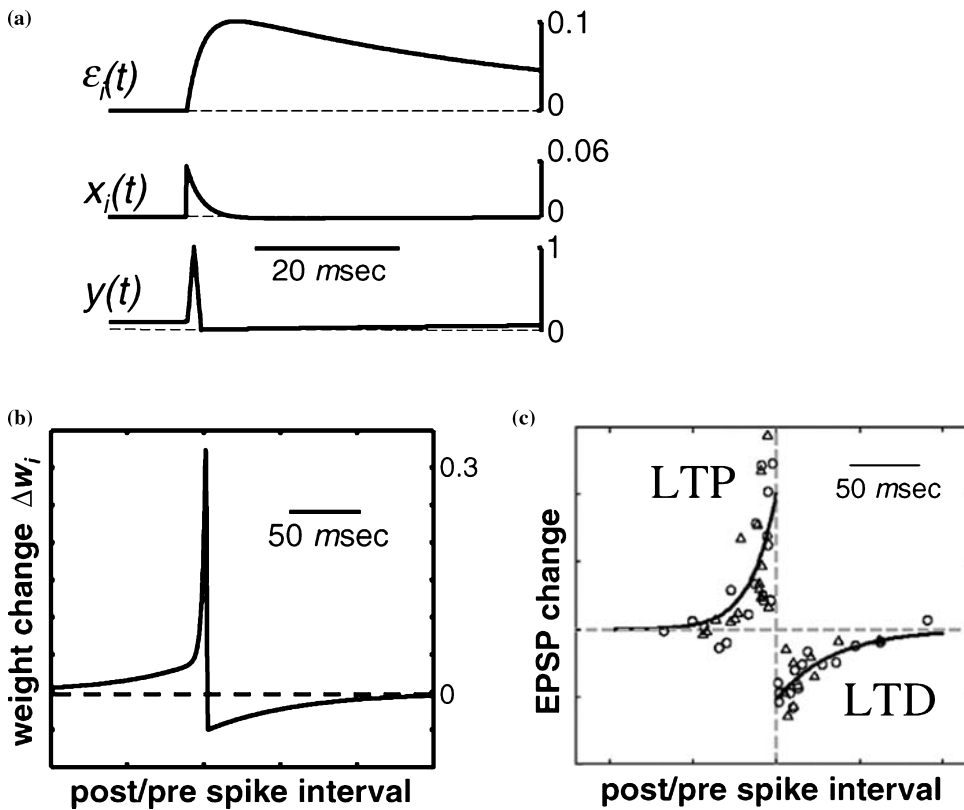 (a)
εi(t)
0.1
0
xi(t)
0.06
0
y(t)
20 msec
1
0
(b)
weight change Δwi
0.3
0
50 msec
post/pre spike interval
(c)
EPSP change
LTP
50 msec
LTD
post/pre spike interval